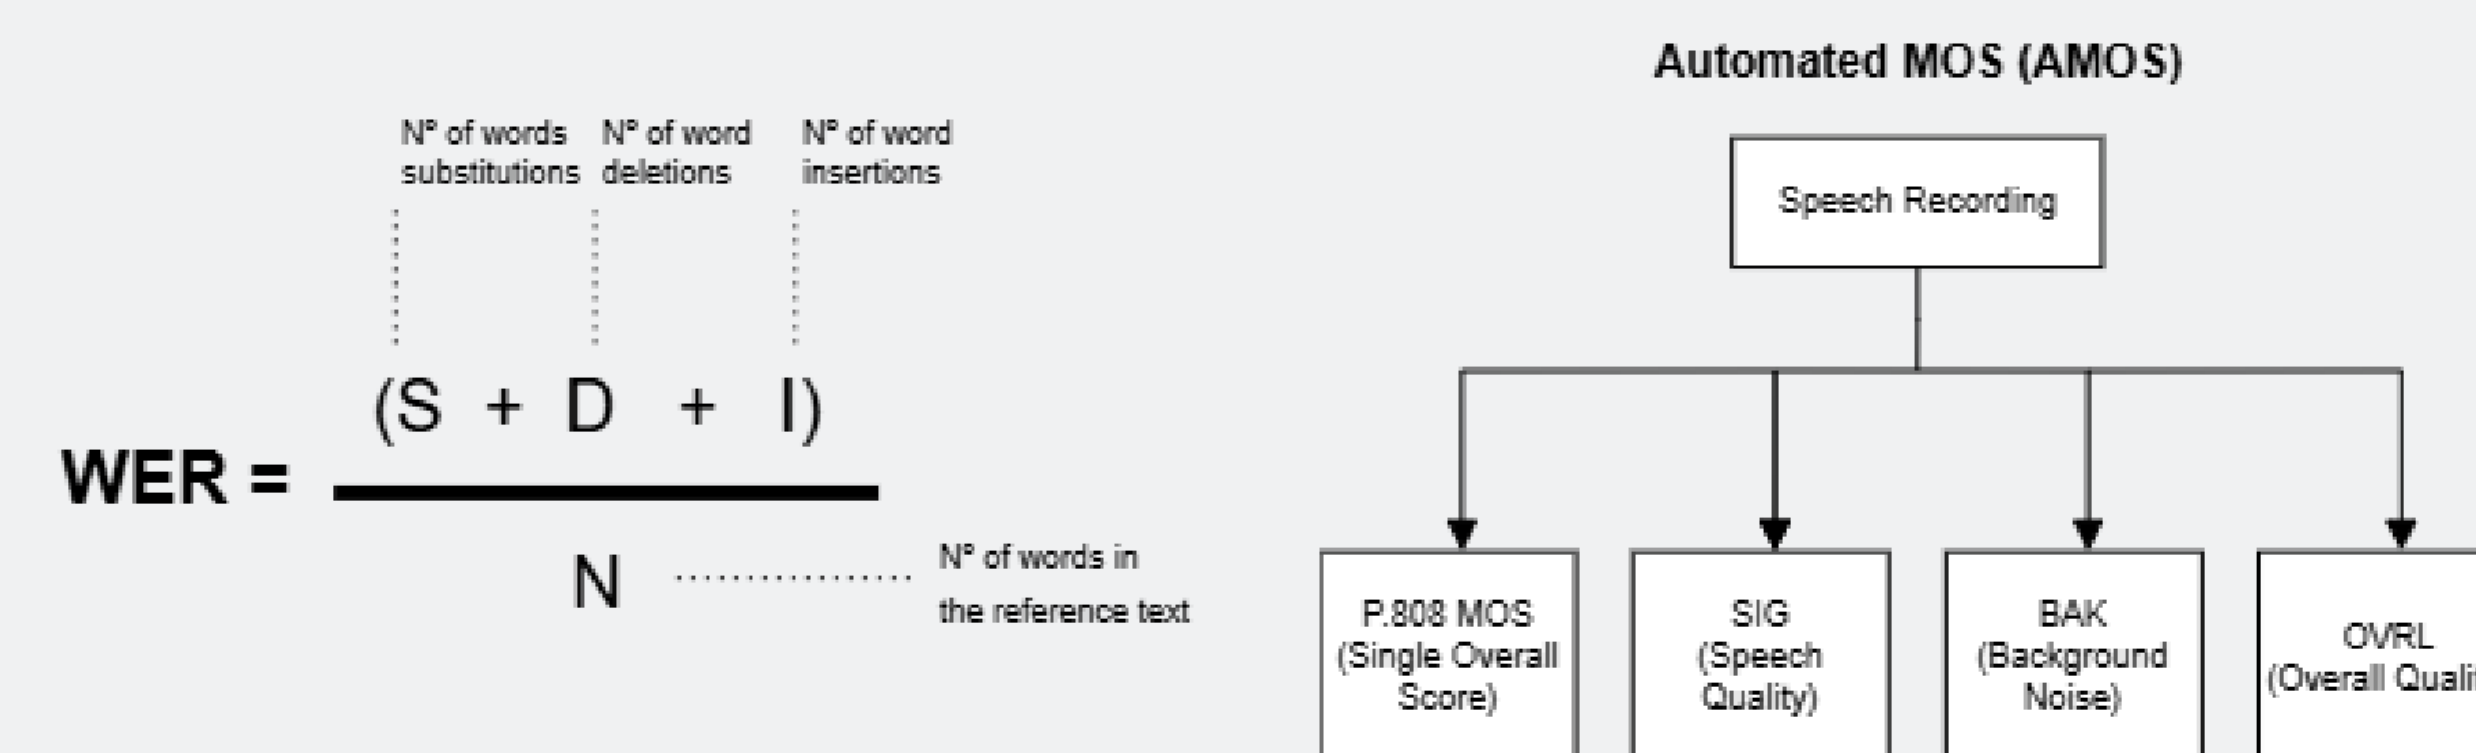 Automated MOS (AMOS)
N° of words
substitutions
N° of word
deletions
N° of word
insertions
(S + D + I)
WER =
N
N° of words in
the reference text
Speech Recording
P.808 MOS
(Single Overall
Score)
SIG
(Speech
Quality)
BAK
(Background
Noise)
OVRL
(Overall